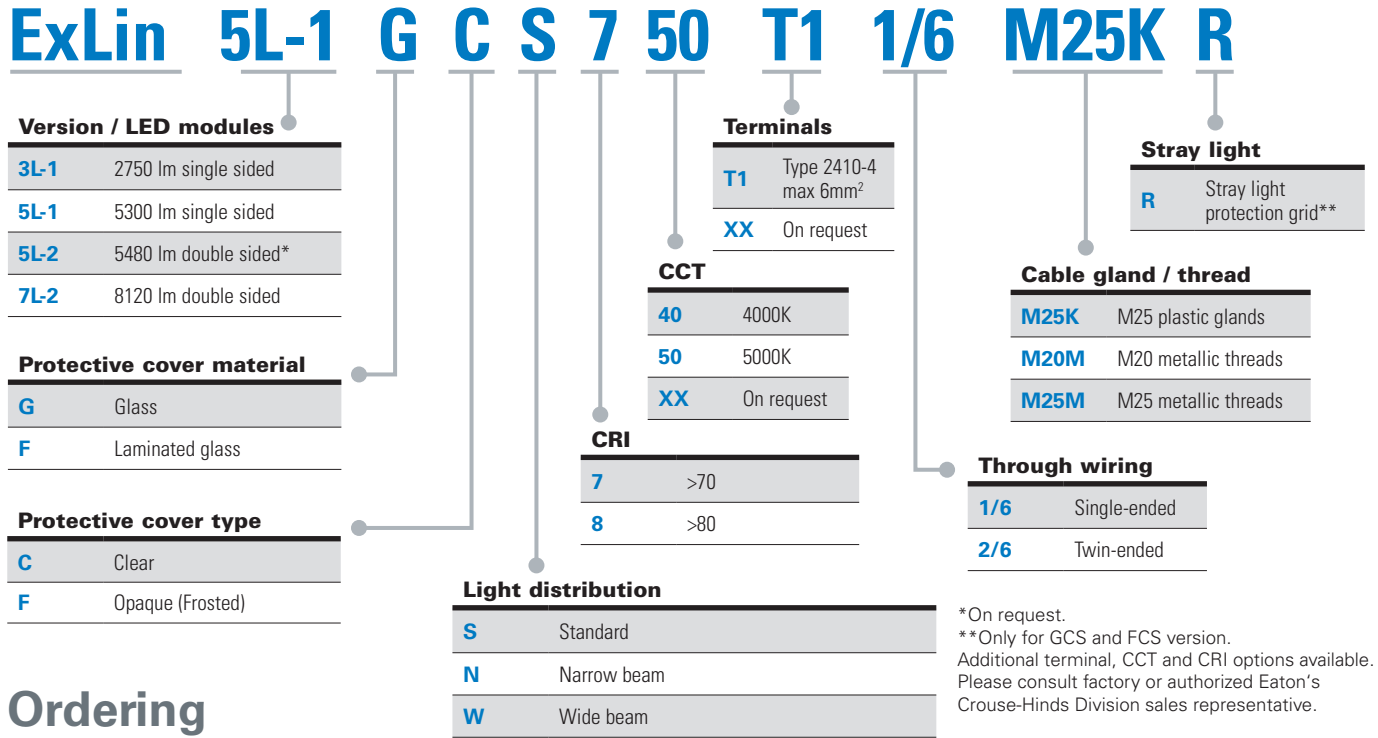 ExLin 5L-1 G C S 7 50 T1 1/6 M25K R
Version / LED modules
3L-1 2750 lm single sided
5L-1 5300 lm single sided
5L-2 5480 lm double sided*
7L-2 8120 lm double sided
Protective cover material
G Glass
F Laminated glass
Protective cover type
C Clear
F Opaque (Frosted)
Light distribution
S Standard
N Narrow beam
W Wide beam
CRI
7 >70
8 >80
CCT
40 4000K
50 5000K
XX On request
Terminals
T1 Type 2410-4
max 6mm²
XX On request
Through wiring
1/6 Single-ended
2/6 Twin-ended
Cable gland / thread
M25K M25 plastic glands
M20M M20 metallic threads
M25M M25 metallic threads
Stray light
R Stray light
protection grid**
*On request.
**Only for GCS and FCS version.
Additional terminal, CCT and CRI options available.
Please consult factory or authorized Eaton‘s
Crouse-Hinds Division sales representative.
Ordering